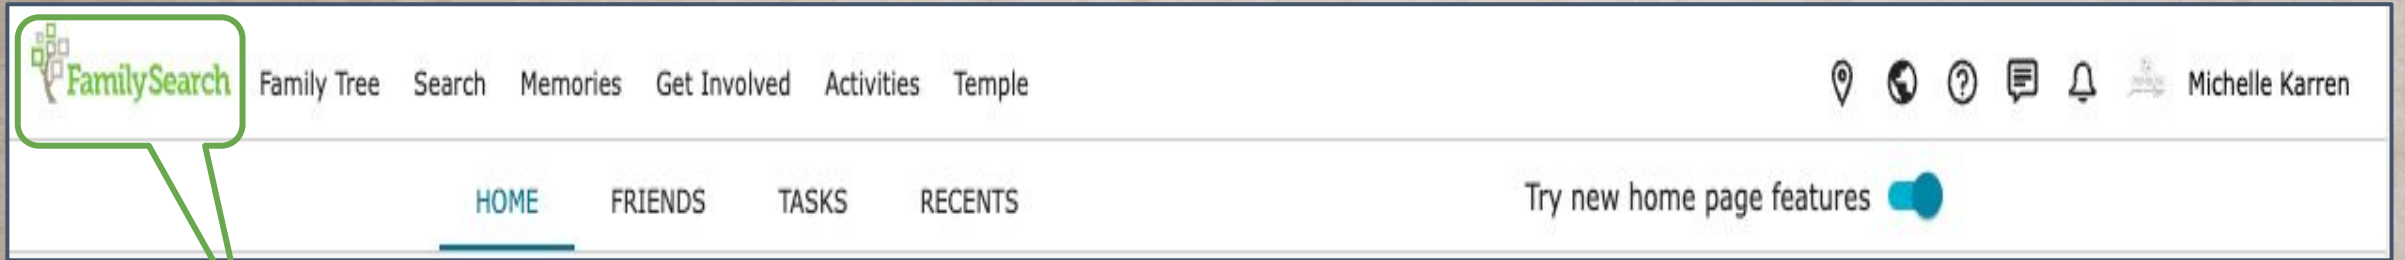 FamilySearch Family Tree Search Memories Get Involved Activities Temple Michelle Karren
HOME FRIENDS TASKS RECENTS Try new home page features